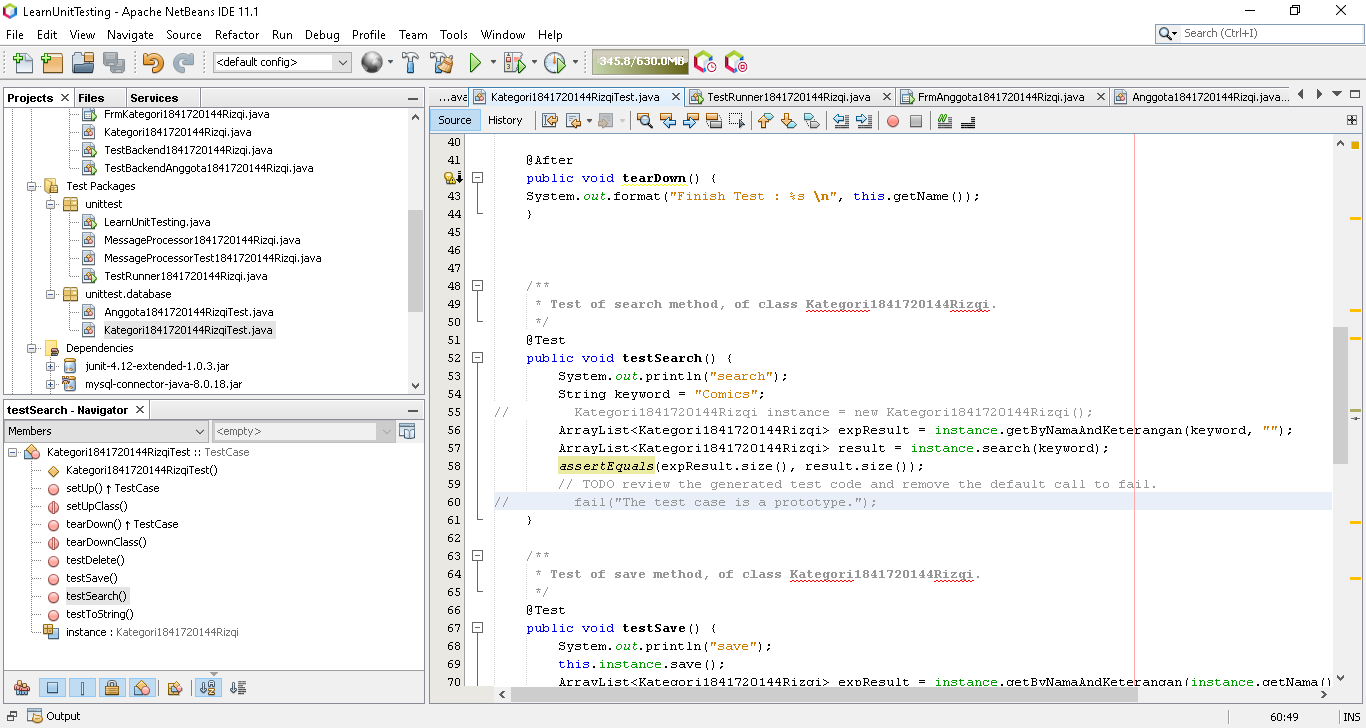 LearnUnitTesting - Apache NetBeans IDE 11.1
File Edit View Navigate Source Refactor Run Debug Profile Team Tools Window Help
Search (Ctrl+I)
<default config>
345.8/630.0MB
Projects Files Services
FrmKategori1841720144Rizqi.java
Kategori1841720144Rizqi.java
TestBackend1841720144Rizqi.java
TestBackendAnggota1841720144Rizqi.java
Test Packages
unittest
LearnUnitTesting.java
MessageProcessor1841720144Rizqi.java
MessageProcessorTest1841720144Rizqi.java
TestRunner1841720144Rizqi.java
unittest.database
Anggota1841720144RizqiTest.java
Kategori1841720144RizqiTest.java
Dependencies
junit-4.12-extended-1.0.3.jar
mysql-connector-java-8.0.18.jar
testSearch - Navigator
Members <empty>
Kategori1841720144RizqiTest :: TestCase
Kategori1841720144RizqiTest()
setUp() ↑ TestCase
setUpClass()
tearDown() ↑ TestCase
tearDownClass()
testDelete()
testSave()
testSearch()
testToString()
instance : Kategori1841720144Rizqi
...ava Kategori1841720144RizqiTest.java TestRunner1841720144Rizqi.java FrmAnggota1841720144Rizqi.java Anggota1841720144Rizqi.java...
Source History
40
41 @After
public void tearDown() {
43 System.out.format("Finish Test : %s \n", this.getName());
44 }
45
46
47
48 /**
49 * Test of search method, of class Kategori1841720144Rizqi.
50 */
51 @Test
52 public void testSearch() {
53 System.out.println("search");
54 String keyword = "Comics";
55 // Kategori1841720144Rizqi instance = new Kategori1841720144Rizqi();
56 ArrayList<Kategori1841720144Rizqi> expResult = instance.getByNamaAndKeterangan(keyword, "");
57 ArrayList<Kategori1841720144Rizqi> result = instance.search(keyword);
58 assertEquals(expResult.size(), result.size());
59 // TODO review the generated test code and remove the default call to fail.
60 // fail("The test case is a prototype.");
61 }
62
63 /**
64 * Test of save method, of class Kategori1841720144Rizqi.
65 */
66 @Test
67 public void testSave() {
68 System.out.println("save");
69 this.instance.save();
70 ArrayList<Kategori1841720144Rizqi> expResult = instance.getByNamaAndKeterangan(instance.getNama()
Output
60:49 INS